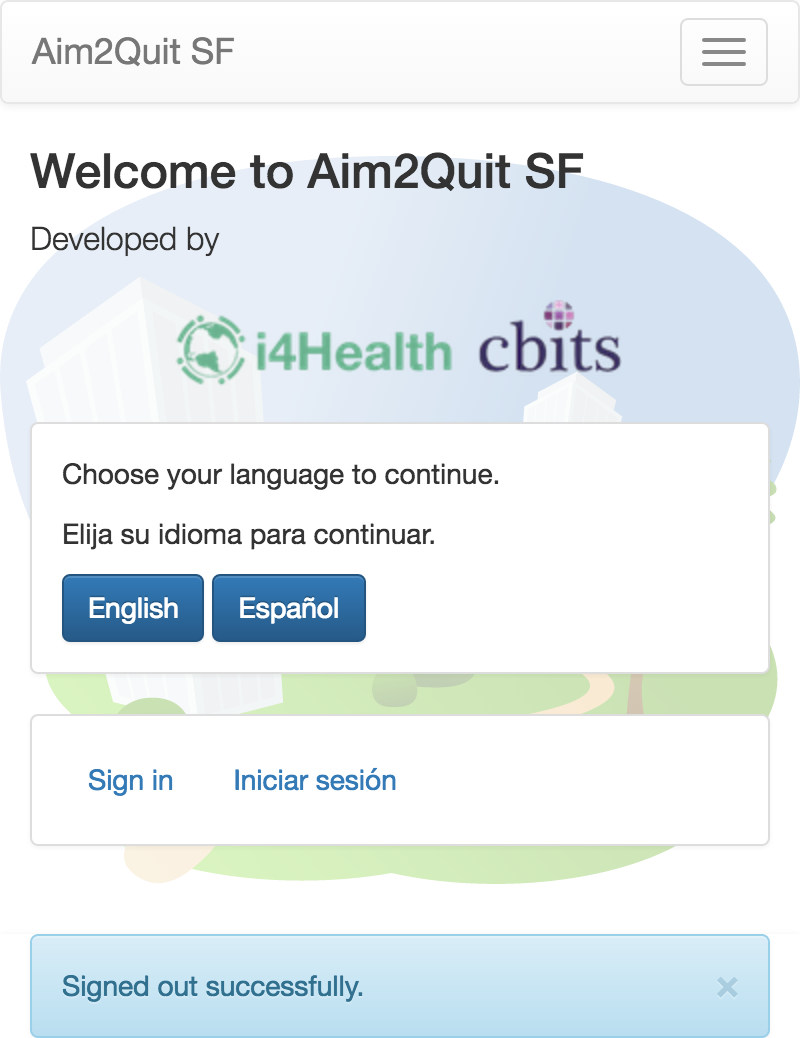 Aim2Quit SF
Welcome to Aim2Quit SF
Developed by
i4Health cbits
Choose your language to continue.
Elija su idioma para continuar.
English Español
Sign in Iniciar sesión
Signed out successfully. ×